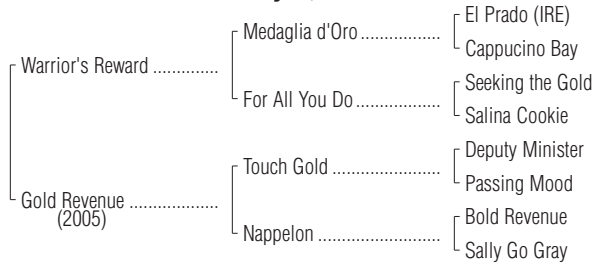 El Prado (IRE)
Medaglia d'Oro ..................
Cappucino Bay
Warrior's Reward ..............
Seeking the Gold
For All You Do ...................
Salina Cookie
Deputy Minister
Touch Gold ........................
Passing Mood
Gold Revenue ...................
(2005)
Bold Revenue
Nappelon ...........................
Sally Go Gray